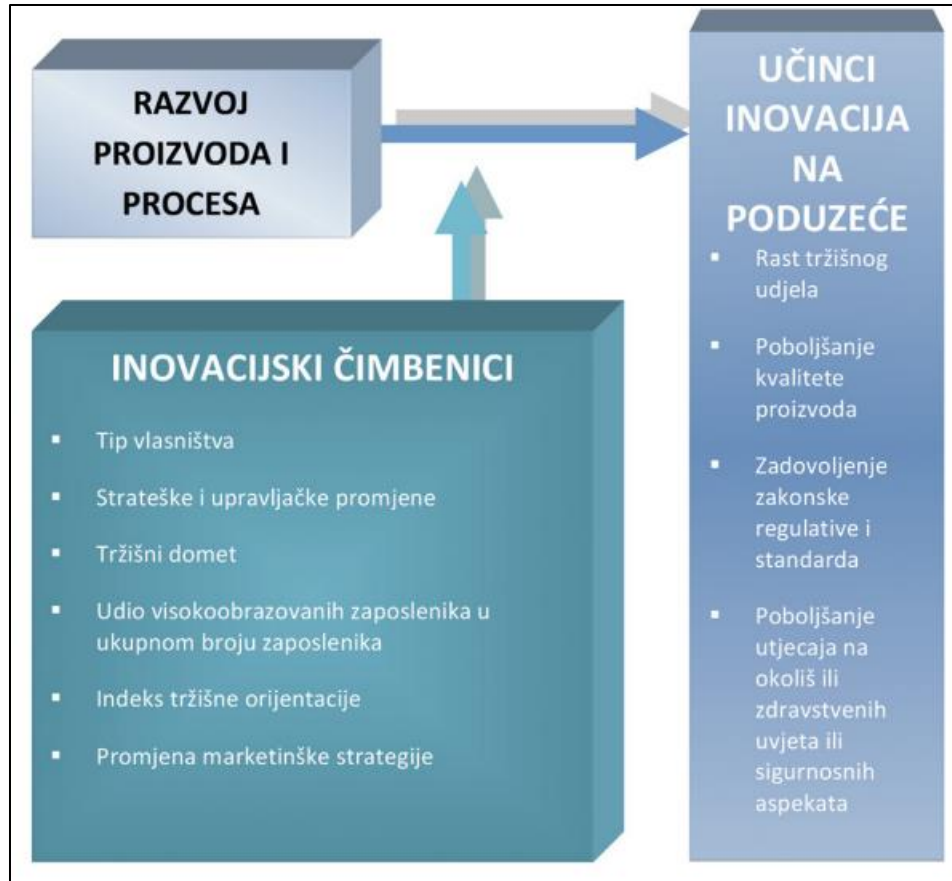 RAZVOJ
PROIZVODA I
PROCESA
UČINCI
INOVACIJA
NA
PODUZEĆE
▪ Rast tržišnog
udjela
▪ Poboljšanje
kvalitete
proizvoda
▪ Zadovoljenje
zakonske
regulative i
standarda
▪ Poboljšanje
utjecaja na
okoliš ili
zdravstvenih
uvjeta ili
sigurnosnih
aspekata
INOVACIJSKI ČIMBENICI
▪ Tip vlasništva
▪ Strateške i upravljačke promjene
▪ Tržišni domet
▪ Udio visokoobrazovanih zaposlenika u
ukupnom broju zaposlenika
▪ Indeks tržišne orijentacije
▪ Promjena marketinške strategije